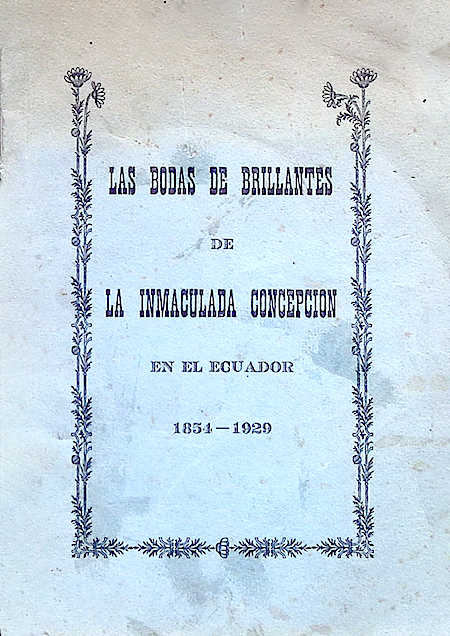 LAS BODAS DE BRILLANTES
DE
LA INMACULADA CONCEPCION
EN EL ECUADOR
1854—1929